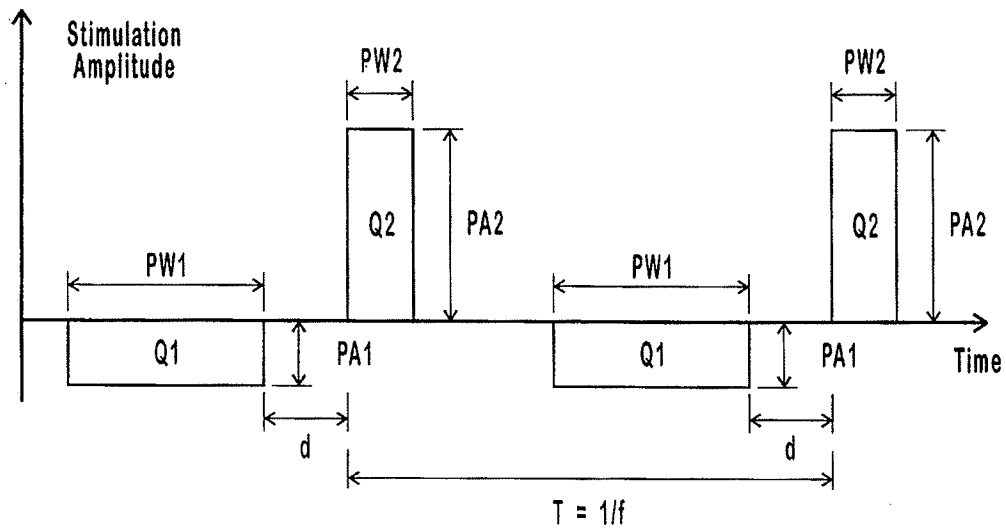 Stimulation
Amplitude
PW2
PW2
Q2
PA2
Q2
PA2
PW1
PW1
Q1
PA1
Q1
PA1
Time
d
d
T = 1/f